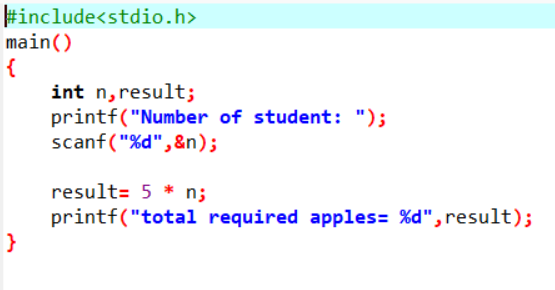 #include<stdio.h>
main()
{
    int n,result;
    printf("Number of student: ");
    scanf("%d",&n);

    result= 5 * n;
    printf("total required apples= %d",result);
}